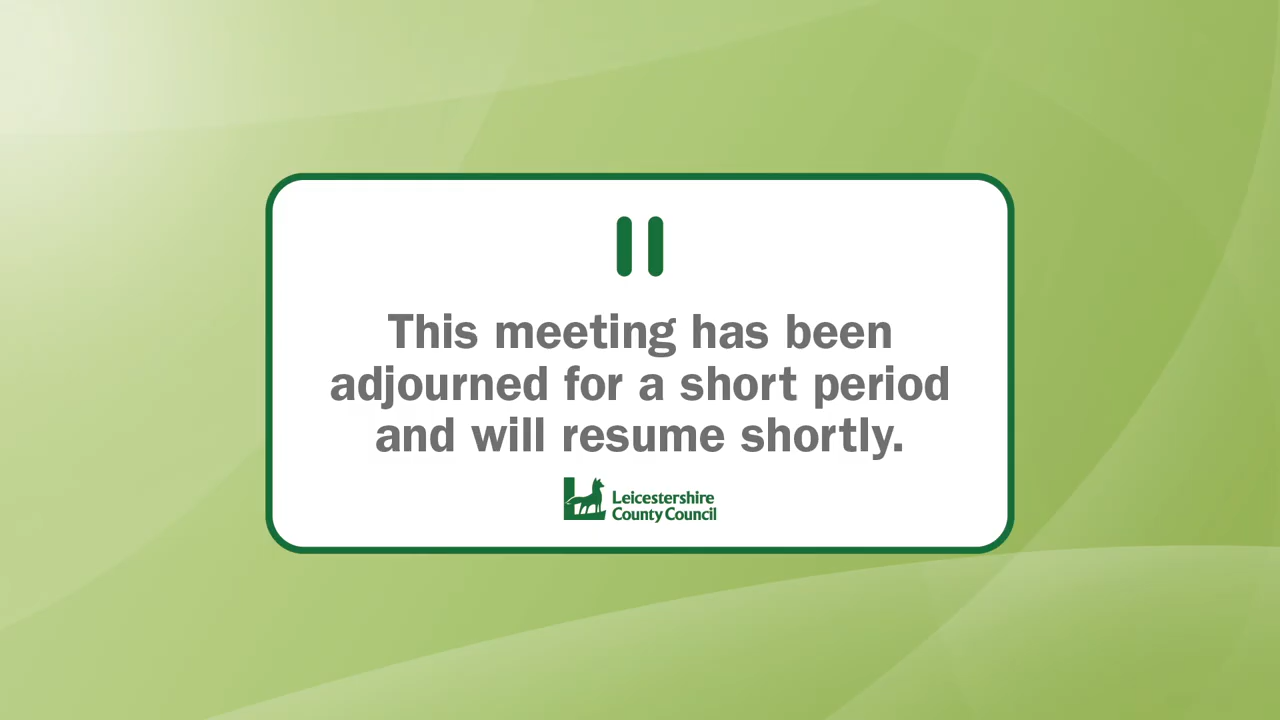 This meeting has been
adjourned for a short period
and will resume shortly.
Leicestershire
County Council